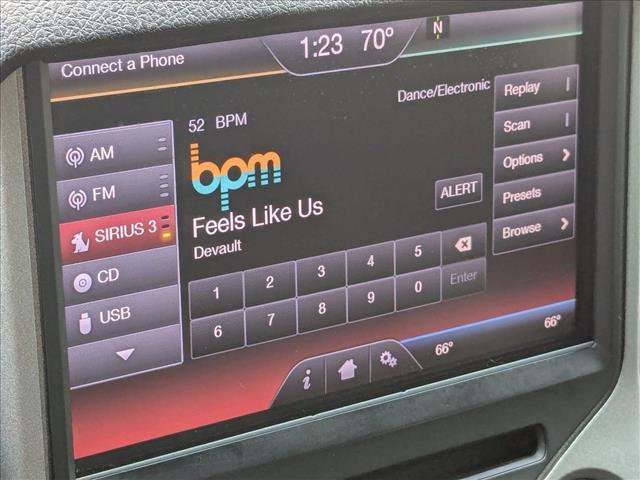 Connect a Phone
1:23 70°
N
Dance/Electronic
52 BPM
bpm
Feels Like Us
Devault
ALERT
AM
FM
SIRIUS 3
CD
USB
Replay
Scan
Options
Presets
Browse
1 2 3 4 5
6 7 8 9 0 Enter
i
66° 66°